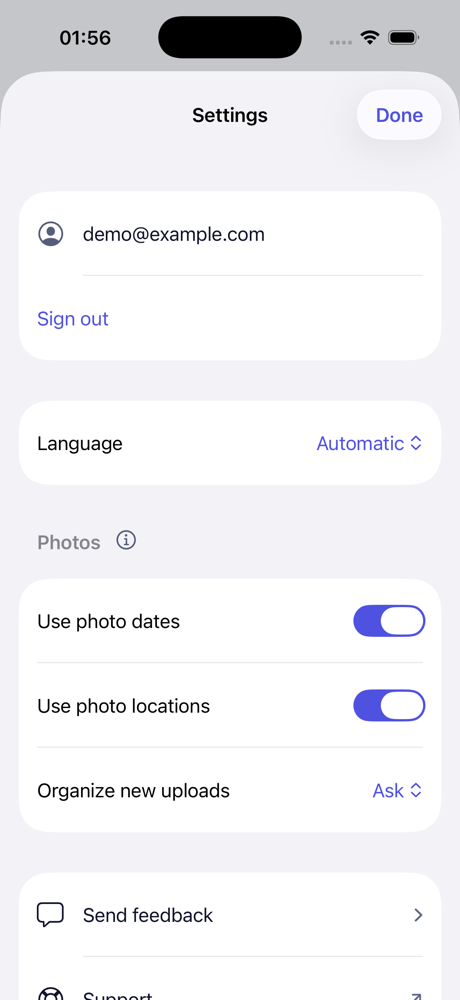 01:56
Settings
Done
demo@example.com
Sign out
Language
Automatic
Photos
Use photo dates
Use photo locations
Organize new uploads
Ask
Send feedback
Support